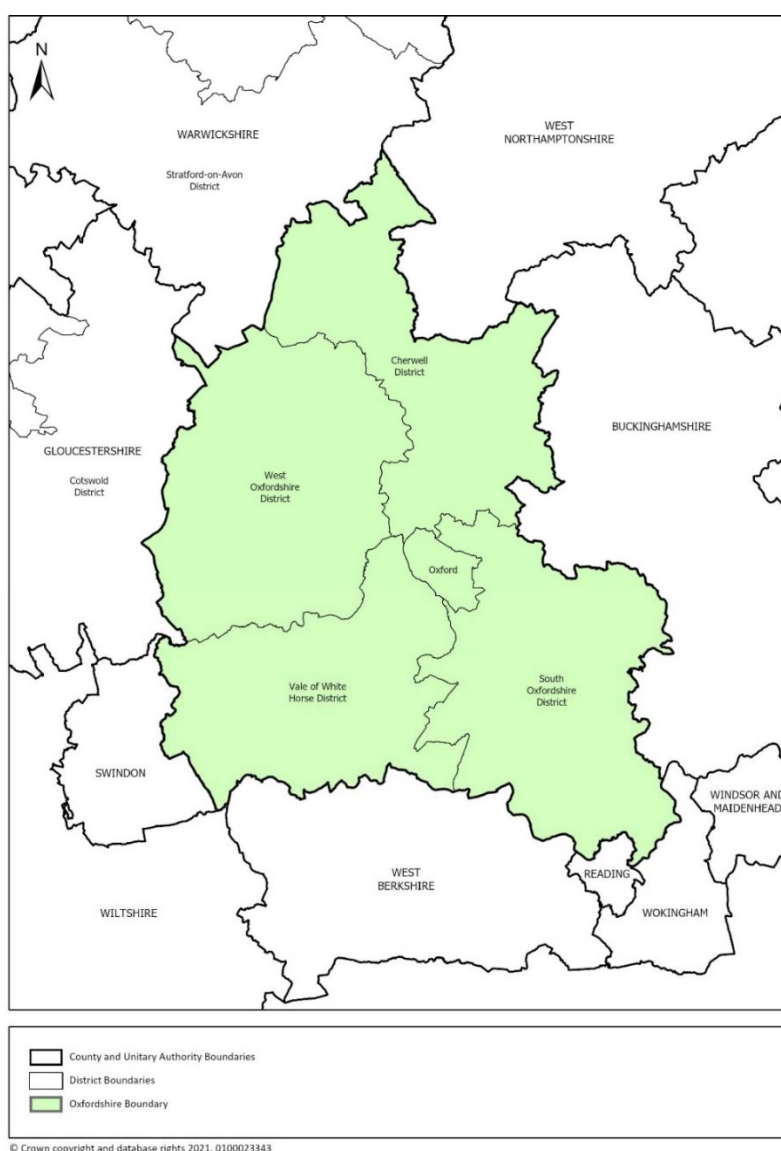 N
WARWICKSHIRE
Stratford-on-Avon
District
WEST
NORTHAMPTONSHIRE
Cherwell
District
GLOUCESTERSHIRE
Cotswold
District
BUCKINGHAMSHIRE
West
Oxfordshire
District
Oxford
Vale of White
Horse District
South
Oxfordshire
District
SWINDON
WINDSOR AND
MAIDENHEAD
WEST
BERKSHIRE
READING
WILTSHIRE
WOKINGHAM
County and Unitary Authority Boundaries
District Boundaries
Oxfordshire Boundary
© Crown copyright and database rights 2021. 0100023343